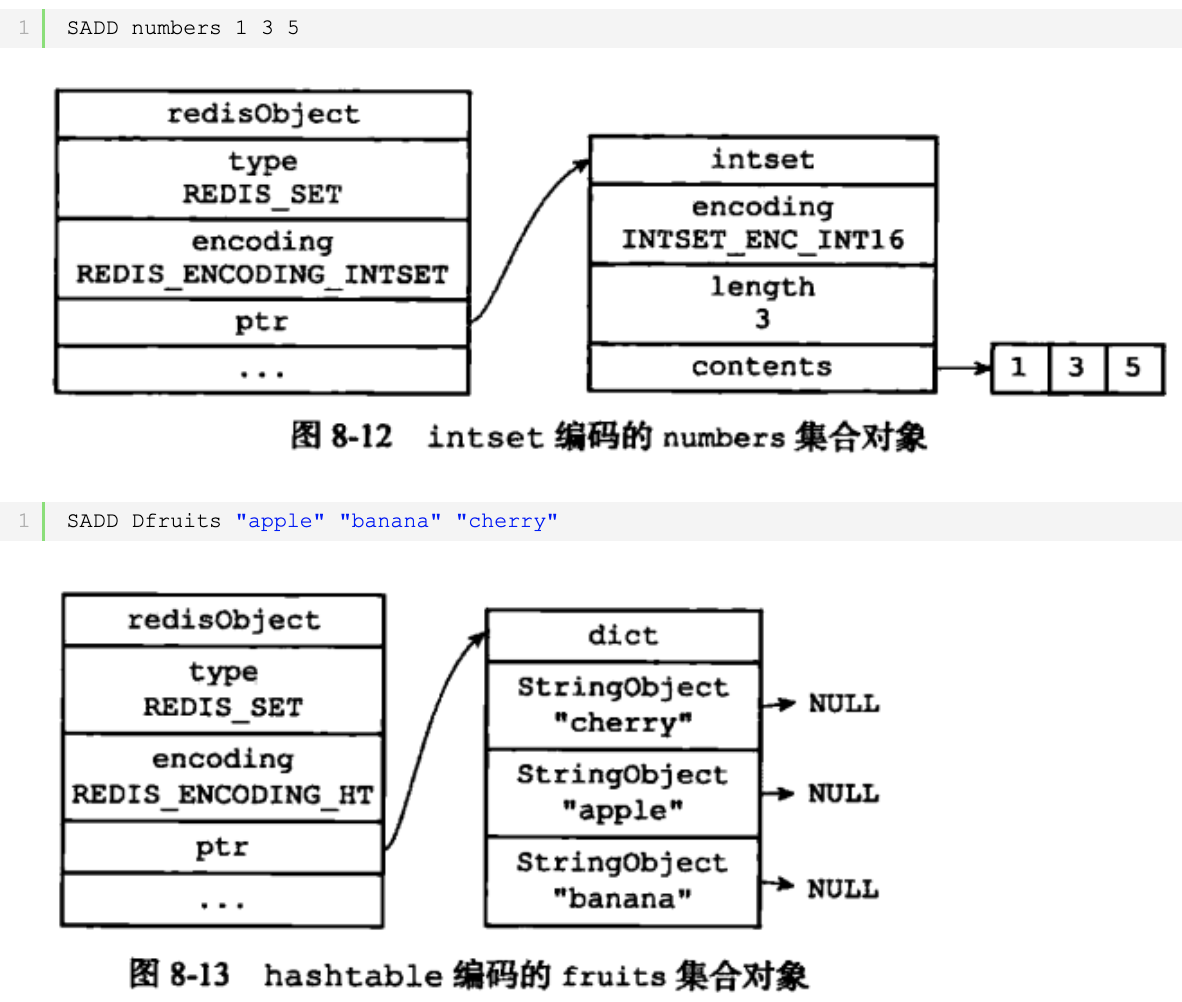 1 SADD numbers 1 3 5
redisObject
type
REDIS_SET
encoding
REDIS_ENCODING_INTSET
ptr
...
intset
encoding
INTSET_ENC_INT16
length
3
contents
1 3 5
图 8-12 intset 编码的 numbers 集合对象
1 SADD Dfruits "apple" "banana" "cherry"
redisObject
type
REDIS_SET
encoding
REDIS_ENCODING_HT
ptr
...
dict
StringObject
"cherry"
NULL
StringObject
"apple"
NULL
StringObject
"banana"
NULL
图 8-13 hashtable 编码的 fruits 集合对象